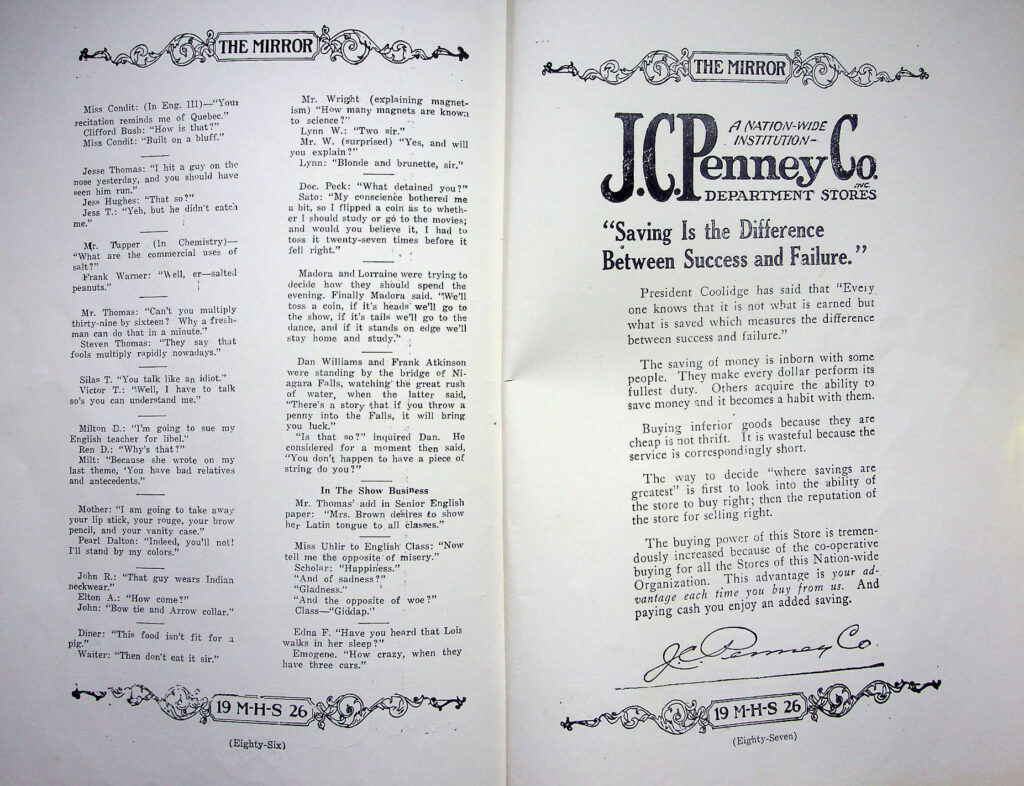 THE MIRROR
Miss Condit: (In Eng. III)—"Your
recitation reminds me of Quebec."
Clifford Bush: "How is that?"
Miss Condit: "Built on a bluff."
Jesse Thomas: "I hit a guy on the
nose yesterday, and you should have
seen him run."
Jess Hughes: "That so?"
Jess T.: "Yeh, but he didn't catch
me."
Mr. Tapper (In Chemistry)—
"What are the commercial uses of
salt?"
Frank Warner: "Well, er—salted
peanuts."
Mr. Thomas: "Can't you multiply
thirty-nine by sixteen? Why a fresh-
man can do that in a minute."
Steven Thomas: "They say that
fools multiply rapidly nowadays."
Silas T. "You talk like an idiot."
Victor T.: "Well, I have to talk
so's you can understand me."
Milton D.: "I'm going to sue my
English teacher for libel."
Ren D.: "Why's that?"
Milt: "Because she wrote on my
last theme, 'You have bad relatives
and antecedents."
Mother: "I am going to take away
your lip stick, your rouge, your brow
pencil, and your vanity case."
Pearl Dalton: "Indeed, you'll not!
I'll stand by my colors."
John R.: "That guy wears Indian
neckwear."
Elton A.: "How come?"
John: "Bow tie and Arrow collar."
Diner: "This food isn't fit for a
pig."
Waiter: "Then don't eat it sir."
Mr. Wright (explaining magnet-
ism) "How many magnets are known
to science?"
Lynn W.: "Two sir."
Mr. W. (surprised) "Yes, and will
you explain?"
Lynn: "Blonde and brunette, sir."
Doc. Peck: "What detained you?"
Sato: "My conscience bothered me
a bit, so I flipped a coin as to wheth-
er I should study or go to the movies;
and would you believe it, I had to
toss it twenty-seven times before it
fell right."
Madora and Lorraine were trying to
decide how they should spend the
evening. Finally Madora said. "We'll
toss a coin, if it's heads we'll go to
the show, if it's tails we'll go to the
dance, and if it stands on edge we'll
stay home and study."
Dan Williams and Frank Atkinson
were standing by the bridge of Ni-
agara Falls, watching the great rush
of water, when the latter said,
"There's a story that if you throw a
penny into the Falls, it will bring
you luck."
"Is that so?" inquired Dan. He
considered for a moment then said,
"You don't happen to have a piece of
string do you?"
In The Show Business
Mr. Thomas' add in Senior English
paper: "Mrs. Brown desires to show
her Latin tongue to all classes."
Miss Uhlir to English Class: "Now
tell me the opposite of misery."
Scholar: "Happiness."
"And of sadness?"
"Gladness."
"And the opposite of woe?"
Class—"Giddap."
Edna F. "Have you heard that Lois
walks in her sleep?"
Emogene. "How crazy, when they
have three cars."
19 M-H-S 26
(Eighty-Six)
THE MIRROR
A NATION-WIDE
INSTITUTION-
J.C.Penney Co.
INC.
DEPARTMENT STORES
"Saving Is the Difference
Between Success and Failure."
President Coolidge has said that "Every
one knows that it is not what is earned but
what is saved which measures the difference
between success and failure."
The saving of money is inborn with some
people. They make every dollar perform its
fullest duty. Others acquire the ability to
save money and it becomes a habit with them.
Buying inferior goods because they are
cheap is not thrift. It is wasteful because the
service is correspondingly short.
The way to decide "where savings are
greatest" is first to look into the ability of
the store to buy right; then the reputation of
the store for selling right.
The buying power of this Store is tremen-
dously increased because of the co-operative
buying for all the Stores of this Nation-wide
Organization. This advantage is your ad-
vantage each time you buy from us. And
paying cash you enjoy an added saving.
J.C. Penney Co.
19 M-H-S 26
(Eighty-Seven)